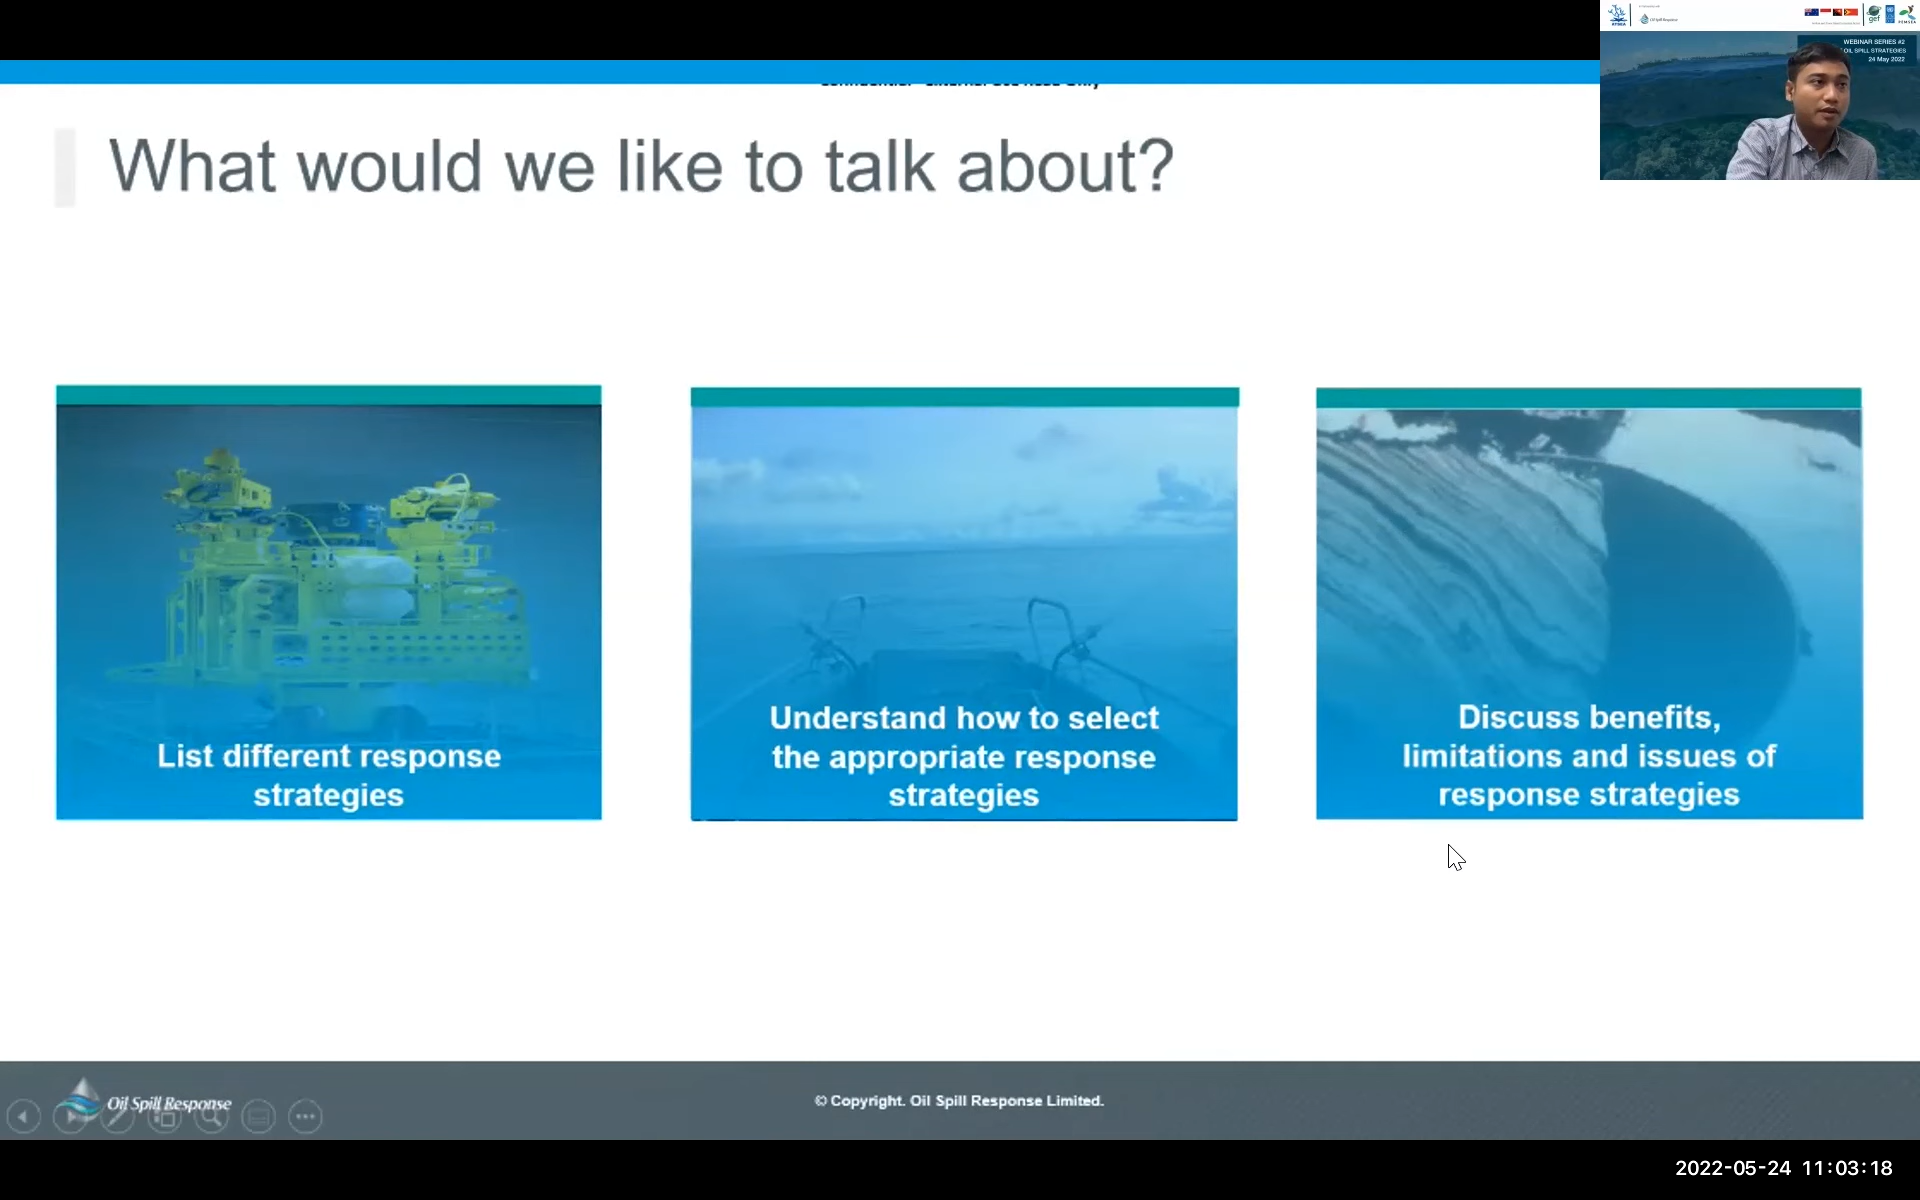 What would we like to talk about?
List different response
strategies
Understand how to select
the appropriate response
strategies
Discuss benefits,
limitations and issues of
response strategies
WEBINAR SERIES #2
OIL SPILL STRATEGIES
24 May 2022
gef
Oil Spill Response
© Copyright. Oil Spill Response Limited.
2022-05-24 11:03:18